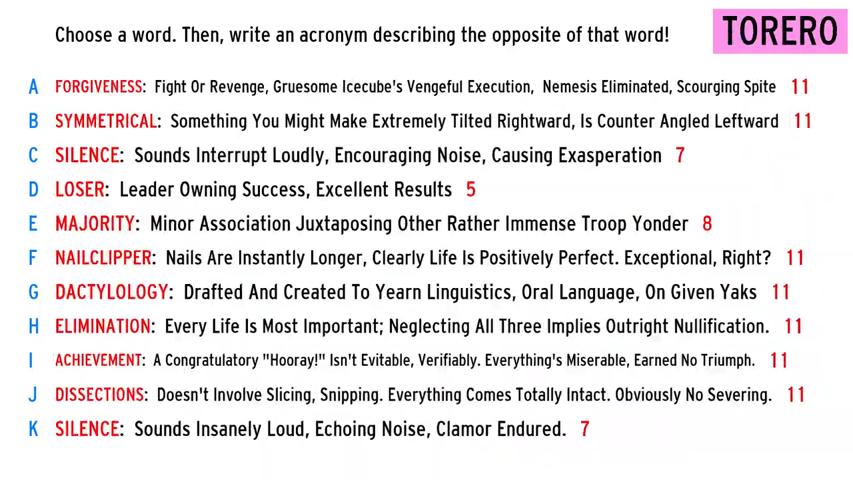 Choose a word. Then, write an acronym describing the opposite of that word!
TORERO
A FORGIVENESS: Fight Or Revenge, Gruesome Icecube's Vengeful Execution, Nemesis Eliminated, Scourging Spite 11
B SYMMETRICAL: Something You Might Make Extremely Tilted Rightward, Is Counter Angled Leftward 11
C SILENCE: Sounds Interrupt Loudly, Encouraging Noise, Causing Exasperation 7
D LOSER: Leader Owning Success, Excellent Results 5
E MAJORITY: Minor Association Juxtaposing Other Rather Immense Troop Yonder 8
F NAILCLIPPER: Nails Are Instantly Longer, Clearly Life Is Positively Perfect. Exceptional, Right? 11
G DACTYLOLOGY: Drafted And Created To Yearn Linguistics, Oral Language, On Given Yaks 11
H ELIMINATION: Every Life Is Most Important; Neglecting All Three Implies Outright Nullification. 11
I ACHIEVEMENT: A Congratulatory "Hooray!" Isn't Evitable, Verifiably. Everything's Miserable, Earned No Triumph. 11
J DISSECTIONS: Doesn't Involve Slicing, Snipping. Everything Comes Totally Intact. Obviously No Severing. 11
K SILENCE: Sounds Insanely Loud, Echoing Noise, Clamor Endured. 7